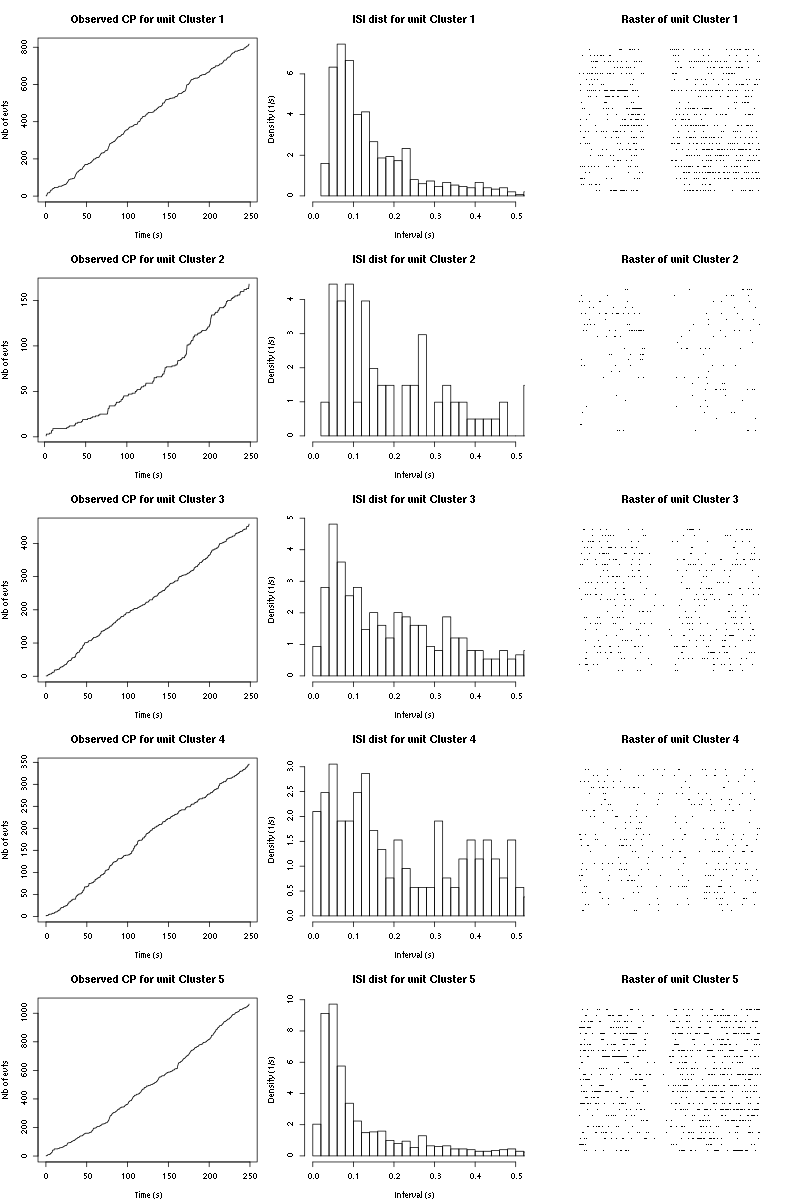 Observed CP for unit Cluster 1
ISI dist for unit Cluster 1
Raster of unit Cluster 1
Nb of evts
0 200 400 600 800
0 50 100 150 200 250
Time (s)
Density (1/s)
0 2 4 6
0.0 0.1 0.2 0.3 0.4 0.5
Interval (s)
Observed CP for unit Cluster 2
ISI dist for unit Cluster 2
Raster of unit Cluster 2
Nb of evts
0 50 100 150
0 50 100 150 200 250
Time (s)
Density (1/s)
0 1 2 3 4
0.0 0.1 0.2 0.3 0.4 0.5
Interval (s)
Observed CP for unit Cluster 3
ISI dist for unit Cluster 3
Raster of unit Cluster 3
Nb of evts
0 100 200 300 400
0 50 100 150 200 250
Time (s)
Density (1/s)
0 1 2 3 4 5
0.0 0.1 0.2 0.3 0.4 0.5
Interval (s)
Observed CP for unit Cluster 4
ISI dist for unit Cluster 4
Raster of unit Cluster 4
Nb of evts
0 50 100 150 200 250 300 350
0 50 100 150 200 250
Time (s)
Density (1/s)
0.0 0.5 1.0 1.5 2.0 2.5 3.0
0.0 0.1 0.2 0.3 0.4 0.5
Interval (s)
Observed CP for unit Cluster 5
ISI dist for unit Cluster 5
Raster of unit Cluster 5
Nb of evts
0 200 400 600 800 1000
0 50 100 150 200 250
Time (s)
Density (1/s)
0 2 4 6 8 10
0.0 0.1 0.2 0.3 0.4 0.5
Interval (s)